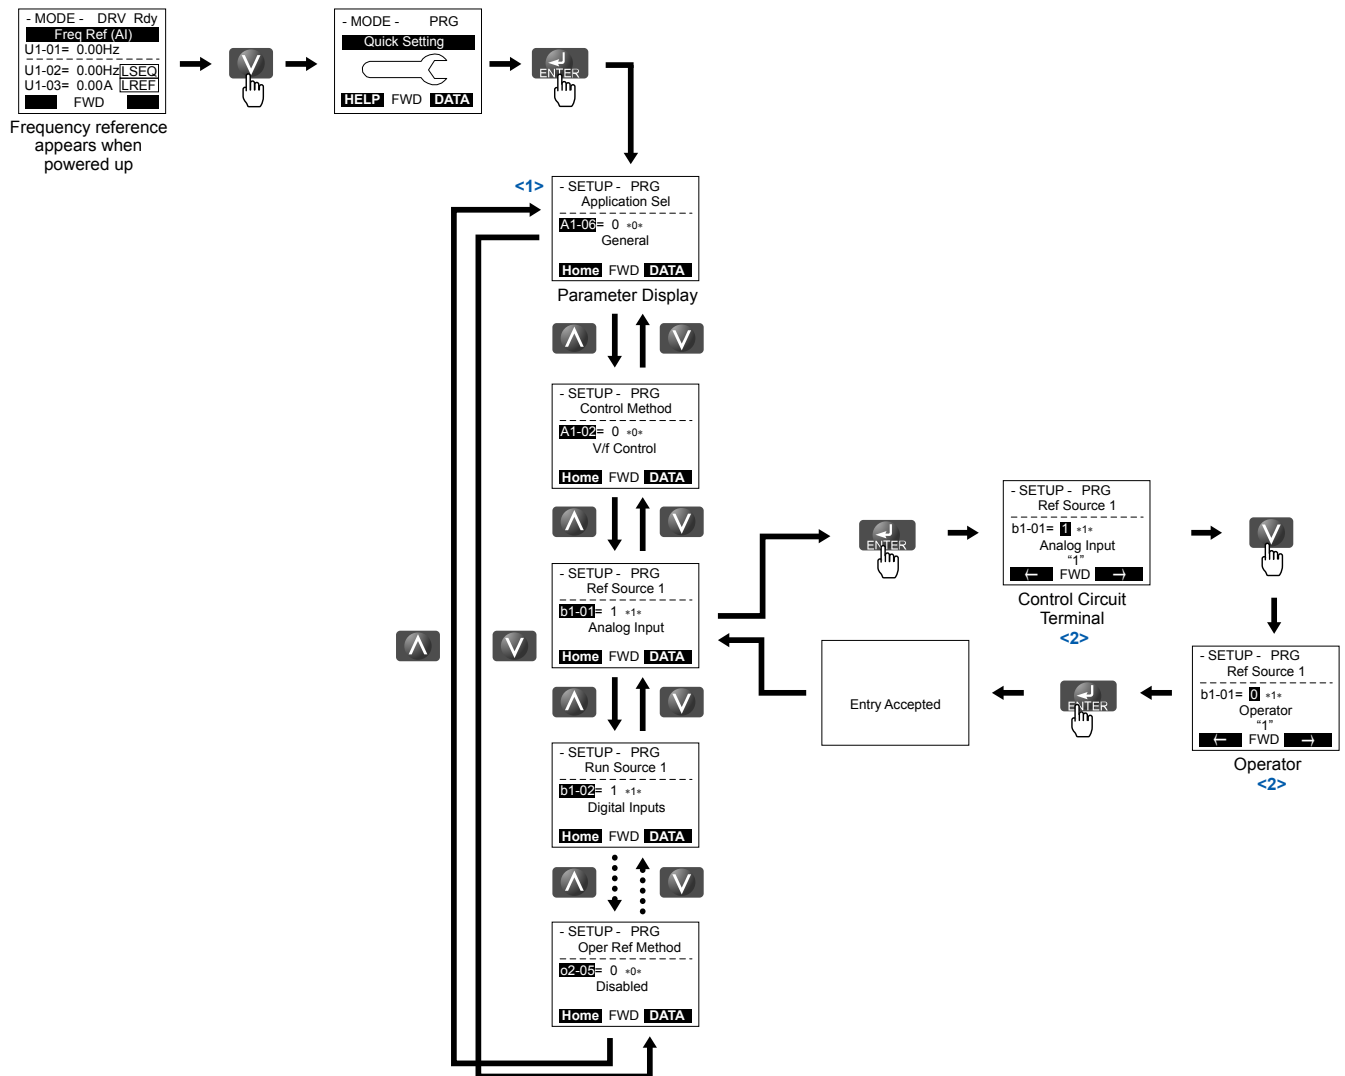 - MODE - DRV Rdy
Freq Ref (AI)
U1-01= 0.00Hz
U1-02= 0.00Hz LSEQ
U1-03= 0.00A LREF
FWD
Frequency reference
appears when
powered up
- MODE - PRG
Quick Setting
HELP FWD DATA
ENTER
<1>
- SETUP - PRG
Application Sel
A1-06= 0 *0*
General
Home FWD DATA
Parameter Display
- SETUP - PRG
Control Method
A1-02= 0 *0*
V/f Control
Home FWD DATA
- SETUP - PRG
Ref Source 1
b1-01= 1 *1*
Analog Input
Home FWD DATA
ENTER
- SETUP - PRG
Ref Source 1
b1-01= 1 *1*
Analog Input
“1”
← FWD →
Control Circuit
Terminal
<2>
- SETUP - PRG
Ref Source 1
b1-01= 0 *1*
Operator
“1”
← FWD →
Operator
<2>
ENTER
Entry Accepted
- SETUP - PRG
Run Source 1
b1-02= 1 *1*
Digital Inputs
Home FWD DATA
- SETUP - PRG
Oper Ref Method
o2-05= 0 *0*
Disabled
Home FWD DATA